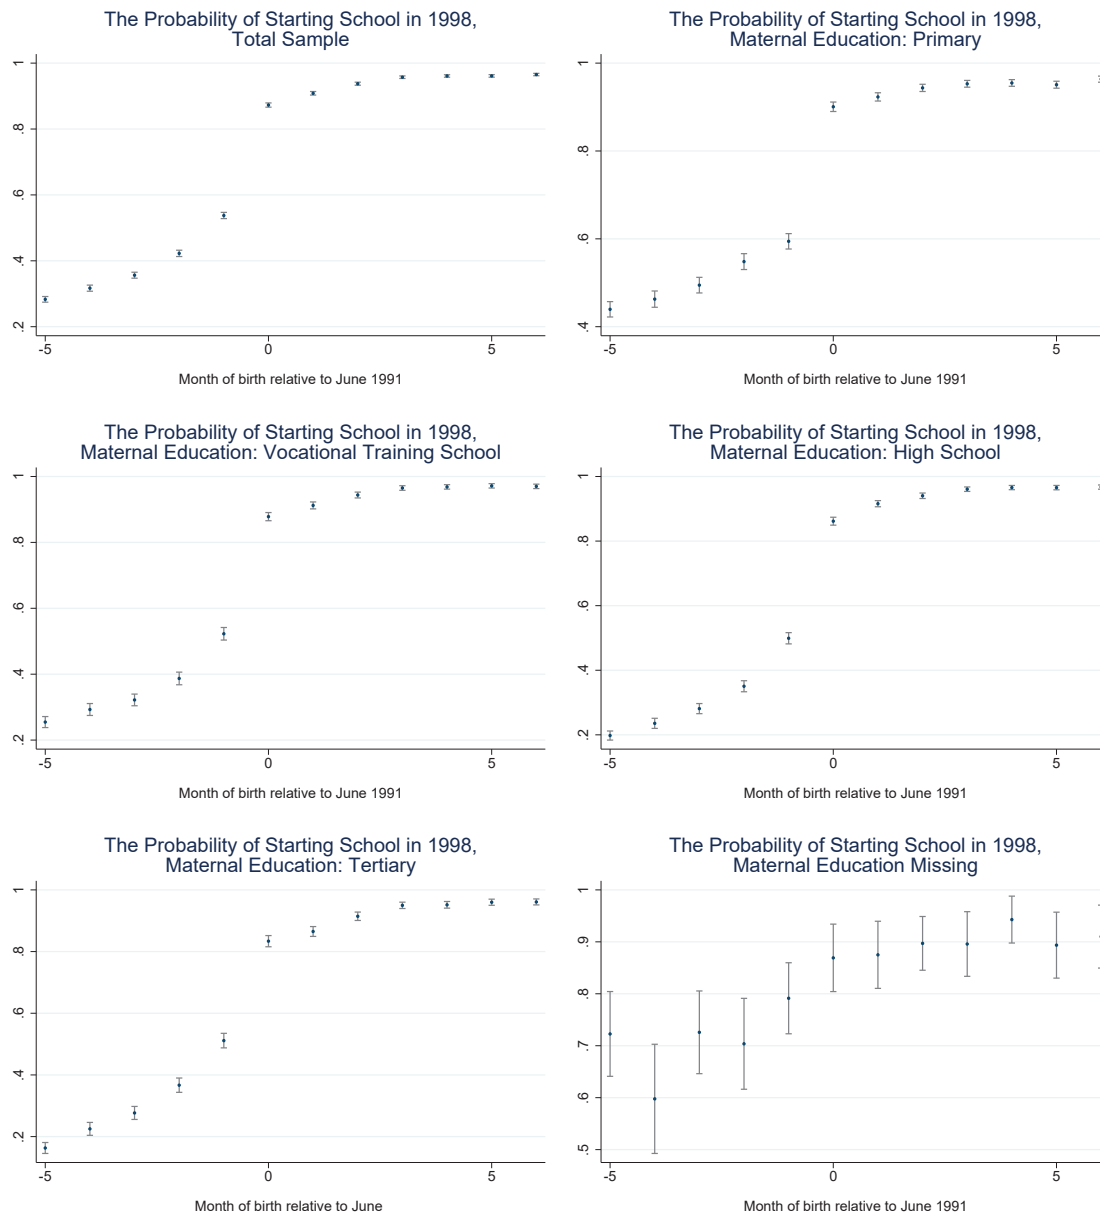 The Probability of Starting School in 1998,
Total Sample
1
.8
.6
.4
.2
-5
0
5
Month of birth relative to June 1991
The Probability of Starting School in 1998,
Maternal Education: Primary
1
.8
.6
.4
-5
0
5
Month of birth relative to June 1991
The Probability of Starting School in 1998,
Maternal Education: Vocational Training School
1
.8
.6
.4
.2
-5
0
5
Month of birth relative to June 1991
The Probability of Starting School in 1998,
Maternal Education: High School
1
.8
.6
.4
.2
-5
0
5
Month of birth relative to June 1991
The Probability of Starting School in 1998,
Maternal Education: Tertiary
1
.8
.6
.4
.2
-5
0
5
Month of birth relative to June
The Probability of Starting School in 1998,
Maternal Education Missing
1
.9
.8
.7
.6
.5
-5
0
5
Month of birth relative to June 1991